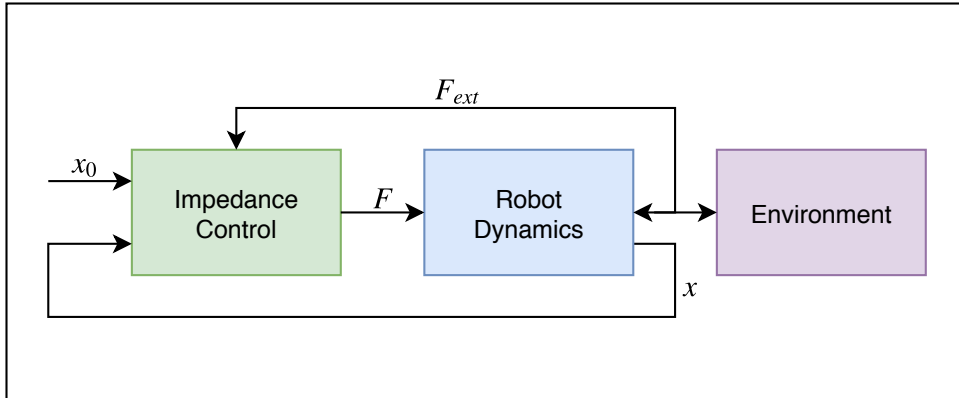 F_ext
x_0
Impedance
Control
F
Robot
Dynamics
Environment
x